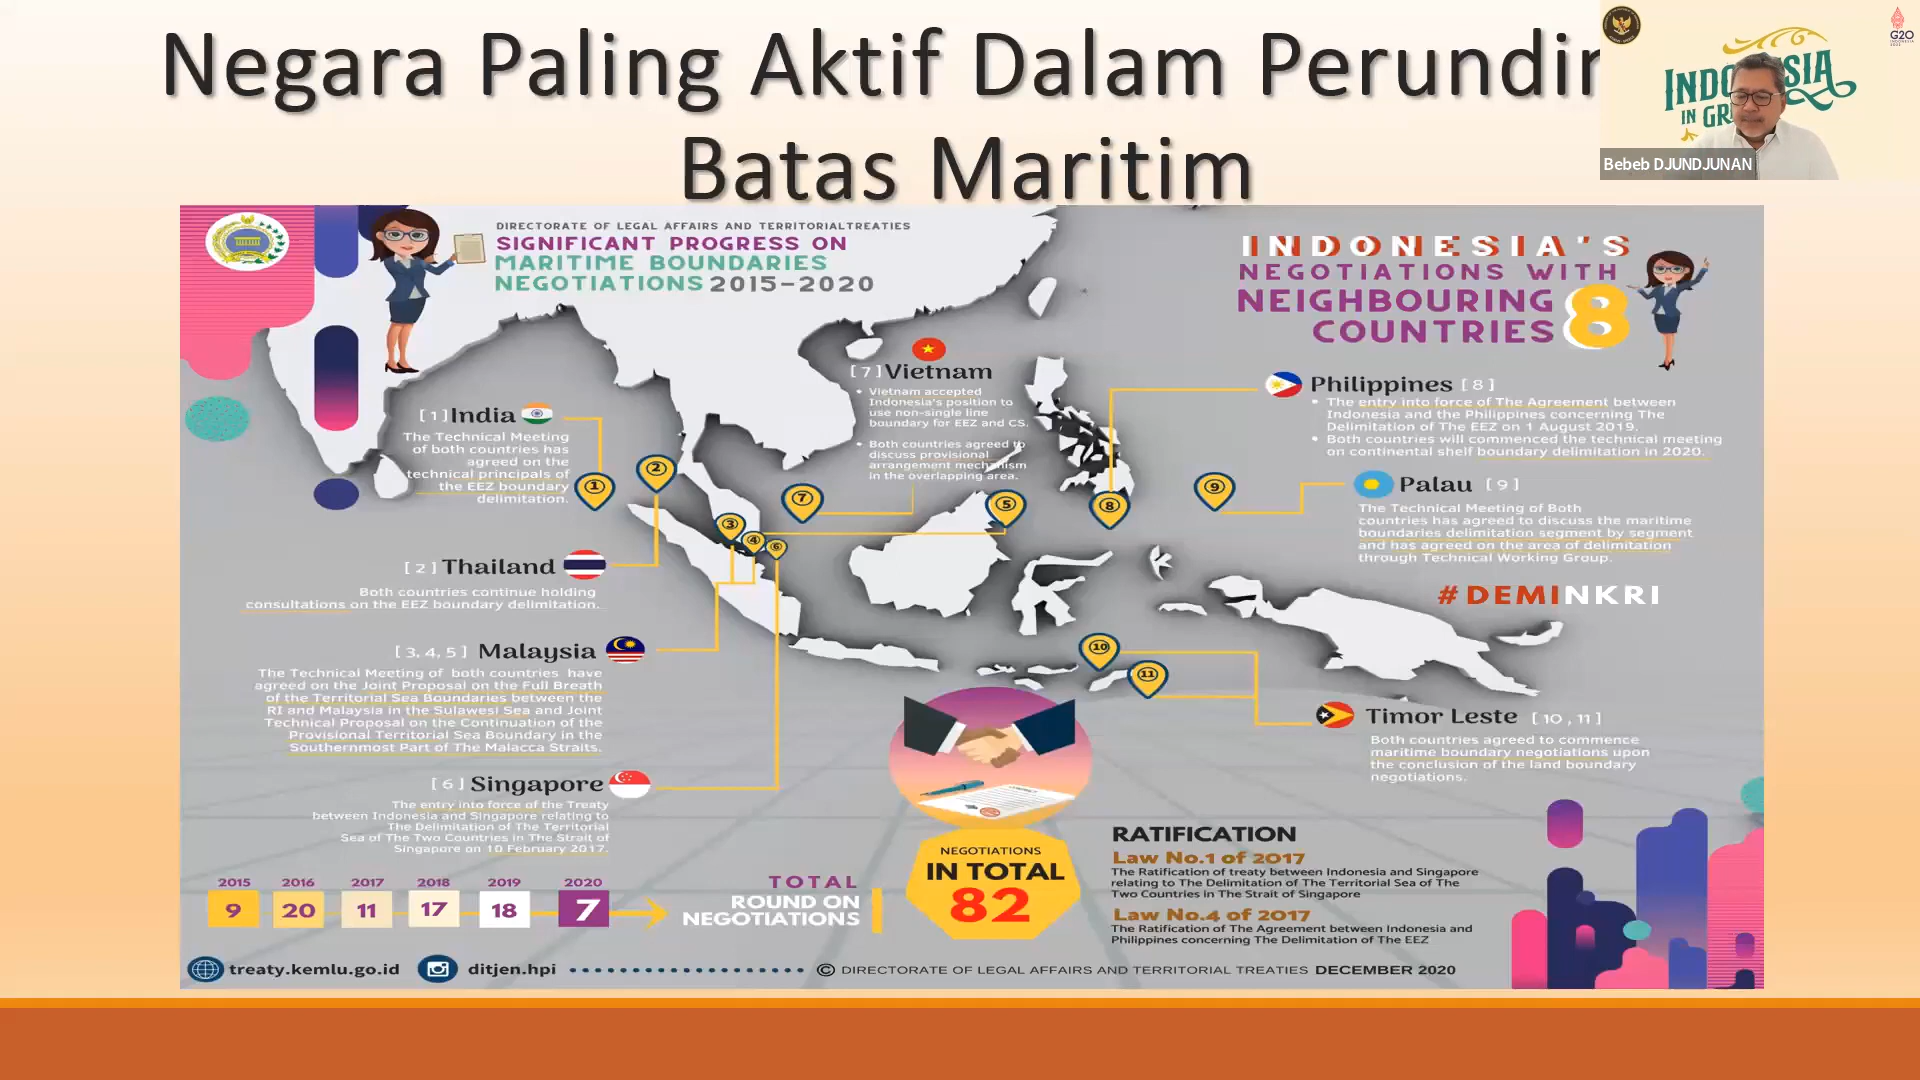 Negara Paling Aktif Dalam Perundin
Batas Maritim
INDONESIA
IN GR
G20
Bebeb DJUNDJUNAN
DIRECTORATE OF LEGAL AFFAIRS AND TERRITORIALTREATIES
SIGNIFICANT PROGRESS ON
MARITIME BOUNDARIES
NEGOTIATIONS 2015-2020
INDONESIA'S
NEGOTIATIONS WITH
NEIGHBOURING
COUNTRIES 8
[1] India
The Technical Meeting
of both countries has
agreed on the
technical principals of
the EEZ boundary
delimitation.
[2] Thailand
Both countries continue holding
consultations on the EEZ boundary delimitation.
[3, 4, 5] Malaysia
The Technical Meeting of both countries have
agreed on the Joint Proposal on the Full Breath
of the Territorial Sea Boundaries between the
RI and Malaysia in the Sulawesi Sea and Joint
Technical Proposal on the Continuation of the
Provisional Territorial Sea Boundary in the
Southernmost Part of The Malacca Straits.
[6] Singapore
The entry into force of the Treaty
between Indonesia and Singapore relating to
The Delimitation of The Territorial
Sea of The Two Countries in The Strait of
Singapore on 10 February 2017.
[7] Vietnam
• Vietnam accepted
Indonesia's position to
use non-single line
boundary for EEZ and CS.
• Both countries agreed to
discuss provisional
arrangement mechanism
in the overlapping area.
Philippines [8]
• The entry into force of The Agreement between
Indonesia and the Philippines concerning The
Delimitation of The EEZ on 1 August 2019.
• Both countries will commenced the technical meeting
on continental shelf boundary delimitation in 2020.
Palau [9]
The Technical Meeting of Both
countries has agreed to discuss the maritime
boundaries delimitation segment by segment
and has agreed on the area of delimitation
through Technical Working Group.
#DEMINKRI
Timor Leste [10, 11]
Both countries agreed to commence
maritime boundary negotiations upon
the conclusion of the land boundary
negotiations.
1
2
3
4
5
6
7
8
9
10
11
2015 2016 2017 2018 2019 2020
9 20 11 17 18 7
TOTAL
ROUND ON
NEGOTIATIONS
NEGOTIATIONS
IN TOTAL
82
RATIFICATION
Law No.1 of 2017
The Ratification of treaty between Indonesia and Singapore
relating to The Delimitation of The Territorial Sea of The
Two Countries in The Strait of Singapore
Law No.4 of 2017
The Ratification of The Agreement between Indonesia and
Philippines concerning The Delimitation of The EEZ
treaty.kemlu.go.id ditjen.hpi © DIRECTORATE OF LEGAL AFFAIRS AND TERRITORIAL TREATIES DECEMBER 2020